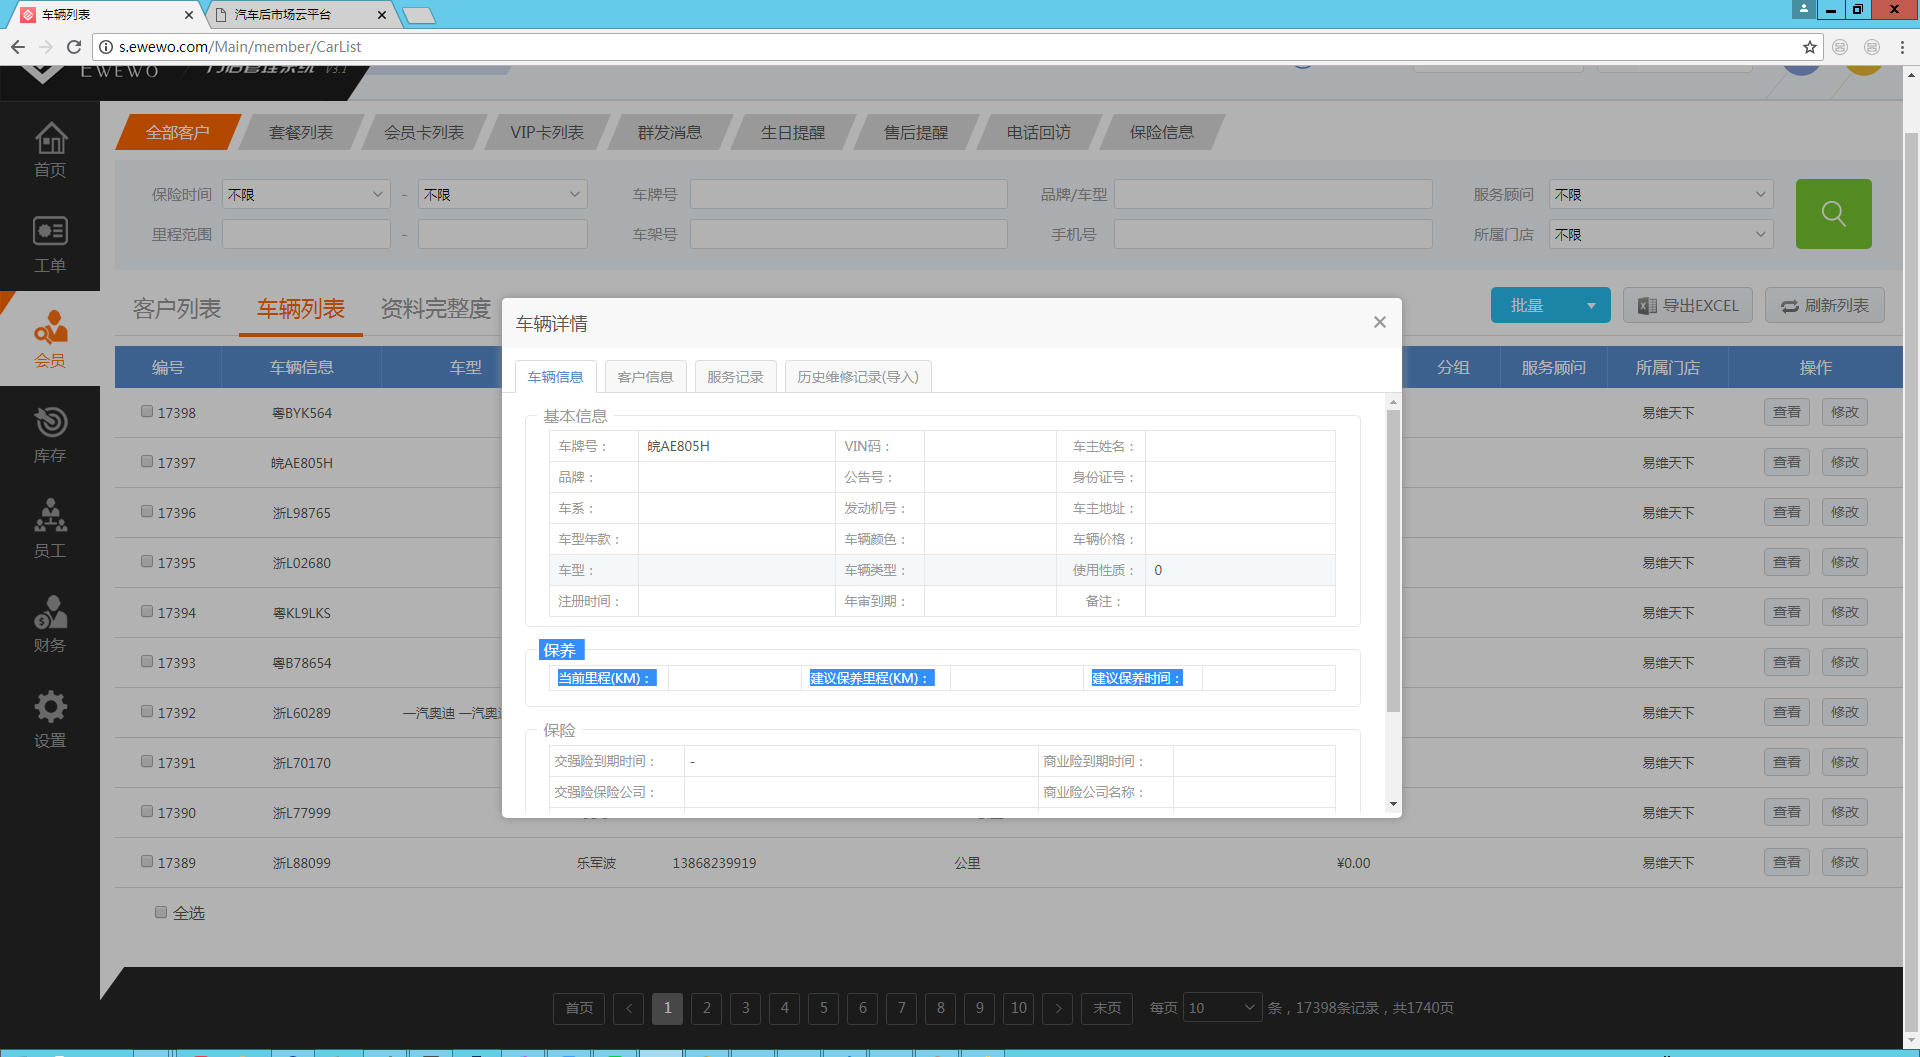 车辆列表
汽车后市场云平台
s.ewewo.com/Main/member/CarList
EWEWO 门店管理系统 V3.1
全部客户 套餐列表 会员卡列表 VIP卡列表 群发消息 生日提醒 售后提醒 电话回访 保险信息
首页
工单
会员
库存
员工
财务
设置
保险时间 不限 - 不限 车牌号 品牌/车型 服务顾问 不限
里程范围 - 车架号 手机号 所属门店 不限
客户列表 车辆列表 资料完整度 批量 导出EXCEL 刷新列表
编号 车辆信息 车型 分组 服务顾问 所属门店 操作
17398 粤BYK564 易维天下 查看 修改
17397 皖AE805H 易维天下 查看 修改
17396 浙L98765 易维天下 查看 修改
17395 浙L02680 易维天下 查看 修改
17394 粤KL9LKS 易维天下 查看 修改
17393 粤B78654 易维天下 查看 修改
17392 浙L60289 一汽奥迪 一汽奥迪 易维天下 查看 修改
17391 浙L70170 易维天下 查看 修改
17390 浙L77999 易维天下 查看 修改
17389 浙L88099 乐军波 13868239919 公里 ¥0.00 易维天下 查看 修改
全选
车辆详情
车辆信息 客户信息 服务记录 历史维修记录(导入)
基本信息
车牌号： 皖AE805H VIN码： 车主姓名：
品牌： 公告号： 身份证号：
车系： 发动机号： 车主地址：
车型年款： 车辆颜色： 车辆价格：
车型： 车辆类型： 使用性质： 0
注册时间： 年审到期： 备注：
保养
当前里程(KM)： 建议保养里程(KM)： 建议保养时间：
保险
交强险到期时间： - 商业险到期时间：
交强险保险公司： 商业险公司名称：
首页 < 1 2 3 4 5 6 7 8 9 10 > 末页 每页 10 条，17398条记录，共1740页